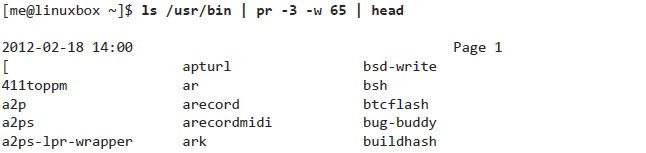 [me@linuxbox ~]$ ls /usr/bin | pr -3 -w 65 | head
2012-02-18 14:00 Page 1
[ apturl bsd-write
411toppm ar bsh
a2p arecord btcflash
a2ps arecordmidi bug-buddy
a2ps-lpr-wrapper ark buildhash